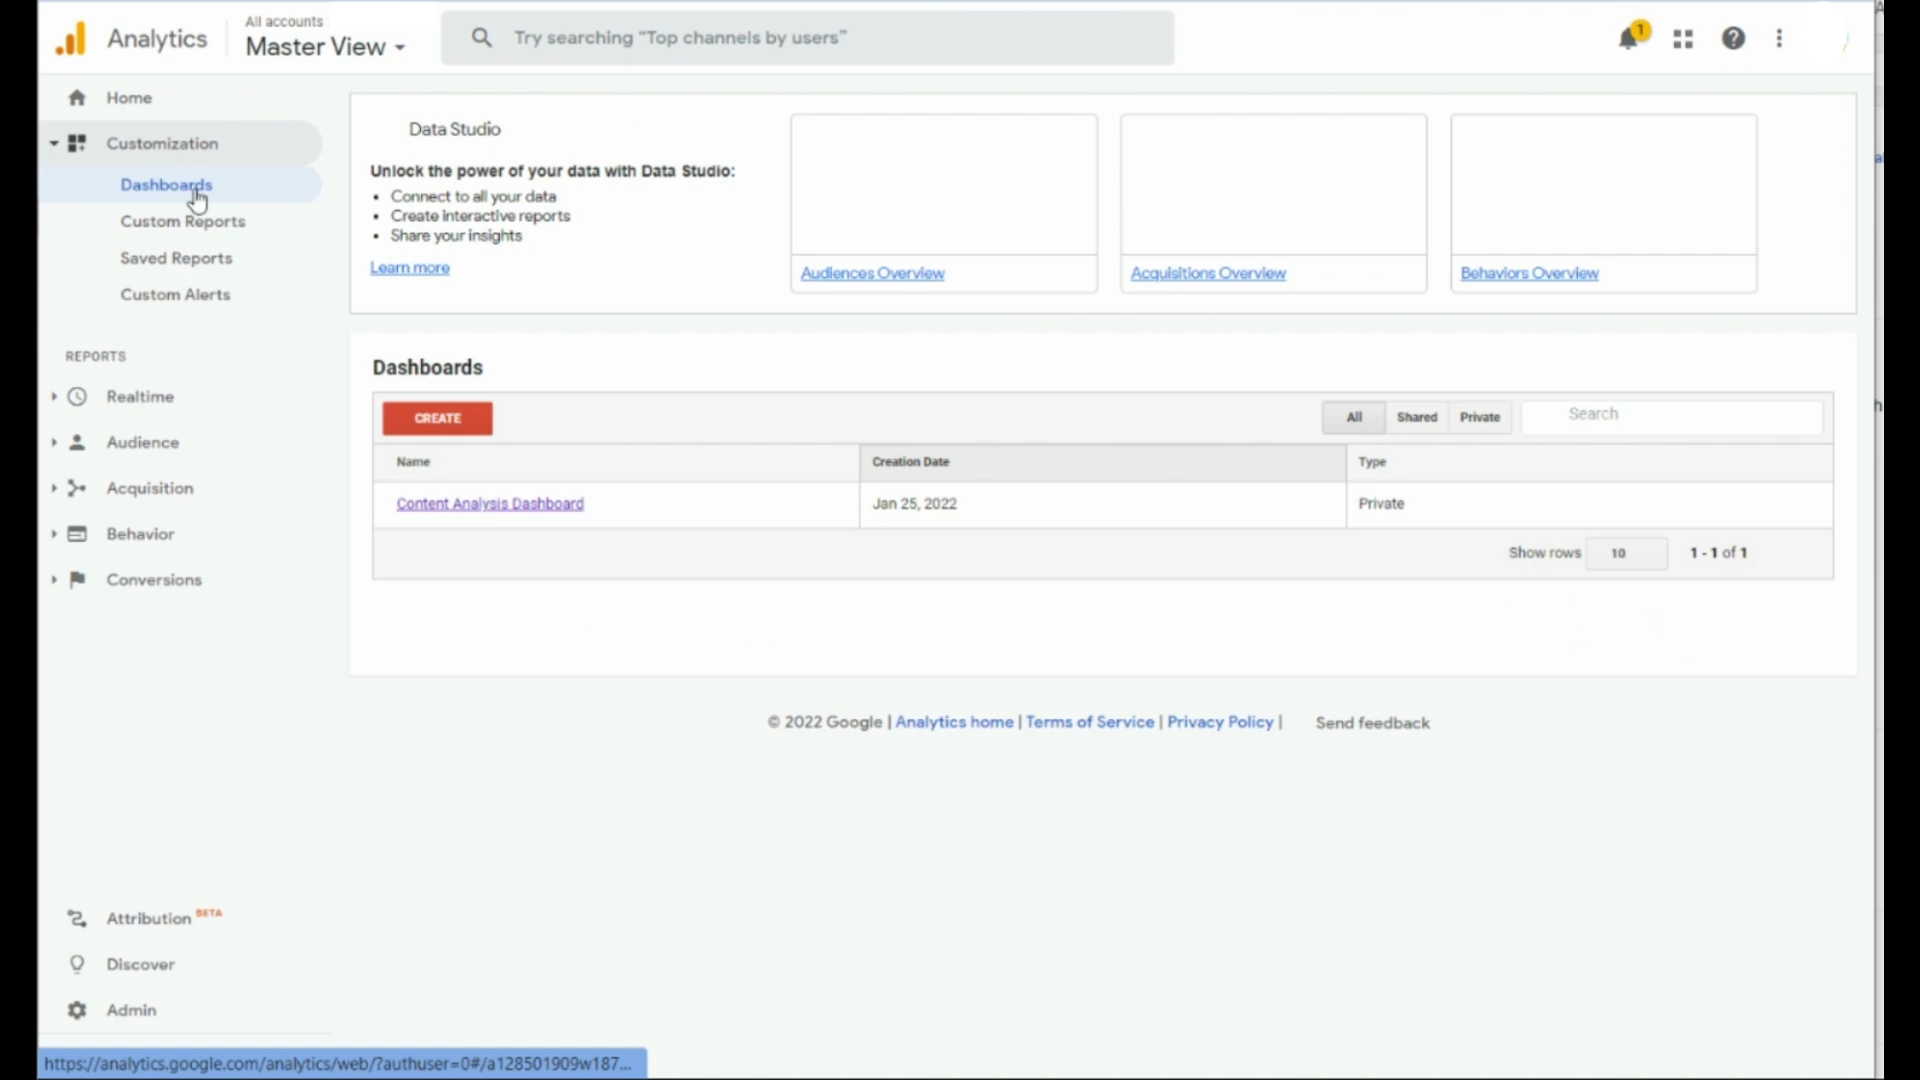 Analytics
All accounts
Master View
Try searching "Top channels by users"
1
Home
Customization
Dashboards
Custom Reports
Saved Reports
Custom Alerts
REPORTS
Realtime
Audience
Acquisition
Behavior
Conversions
Attribution BETA
Discover
Admin
Data Studio
Unlock the power of your data with Data Studio:
• Connect to all your data
• Create interactive reports
• Share your insights
Learn more
Audiences Overview
Acquisitions Overview
Behaviors Overview
Dashboards
CREATE
All Shared Private
Search
Name Creation Date Type
Content Analysis Dashboard Jan 25, 2022 Private
Show rows 10 1 - 1 of 1
© 2022 Google | Analytics home | Terms of Service | Privacy Policy | Send feedback
https://analytics.google.com/analytics/web/?authuser=0#/a128501909w187...